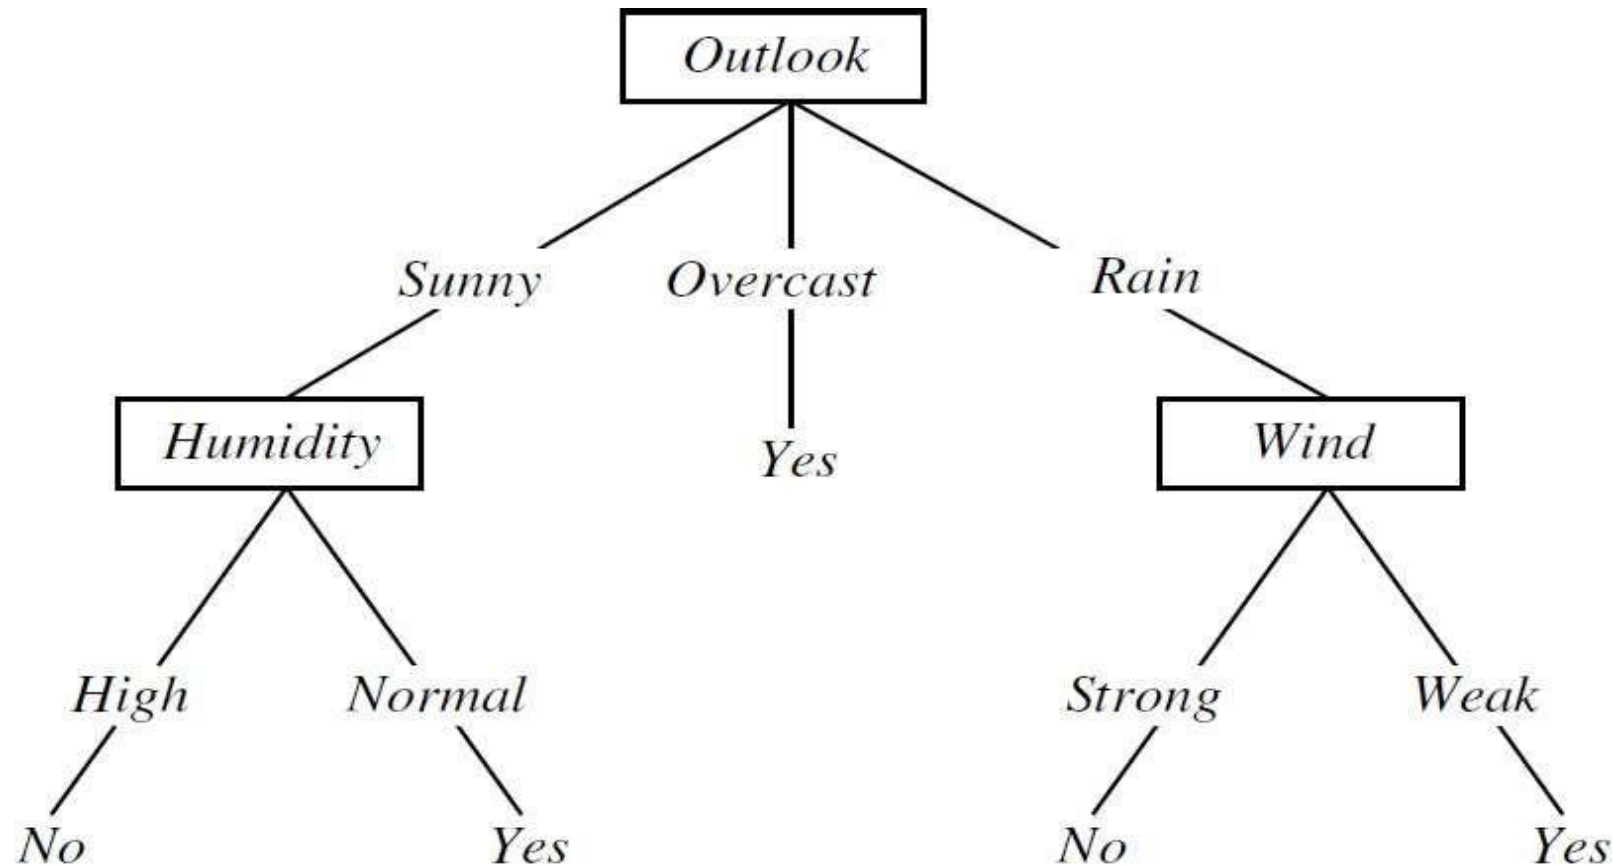 Outlook
Sunny Overcast Rain
Humidity Yes Wind
High Normal Strong Weak
No Yes No Yes